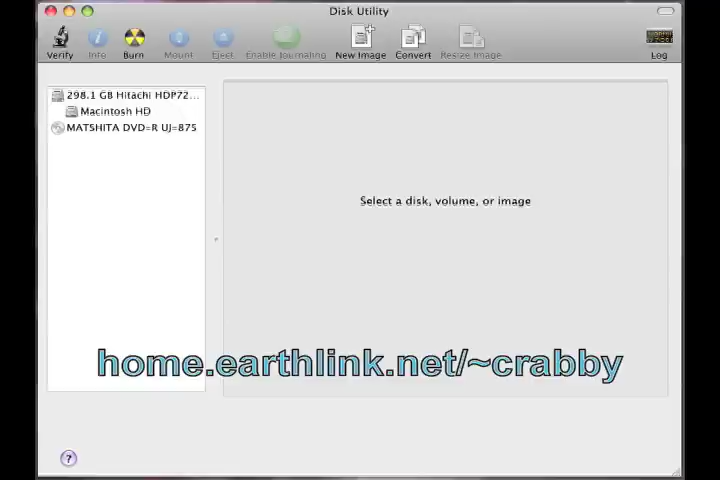 Disk Utility
Verify
Info
Burn
Mount
Eject
Enable Journaling
New Image
Convert
Resize Image
Log
298.1 GB Hitachi HDP72...
Macintosh HD
MATSHITA DVD-R UJ-875
Select a disk, volume, or image
home.earthlink.net/~crabby
?